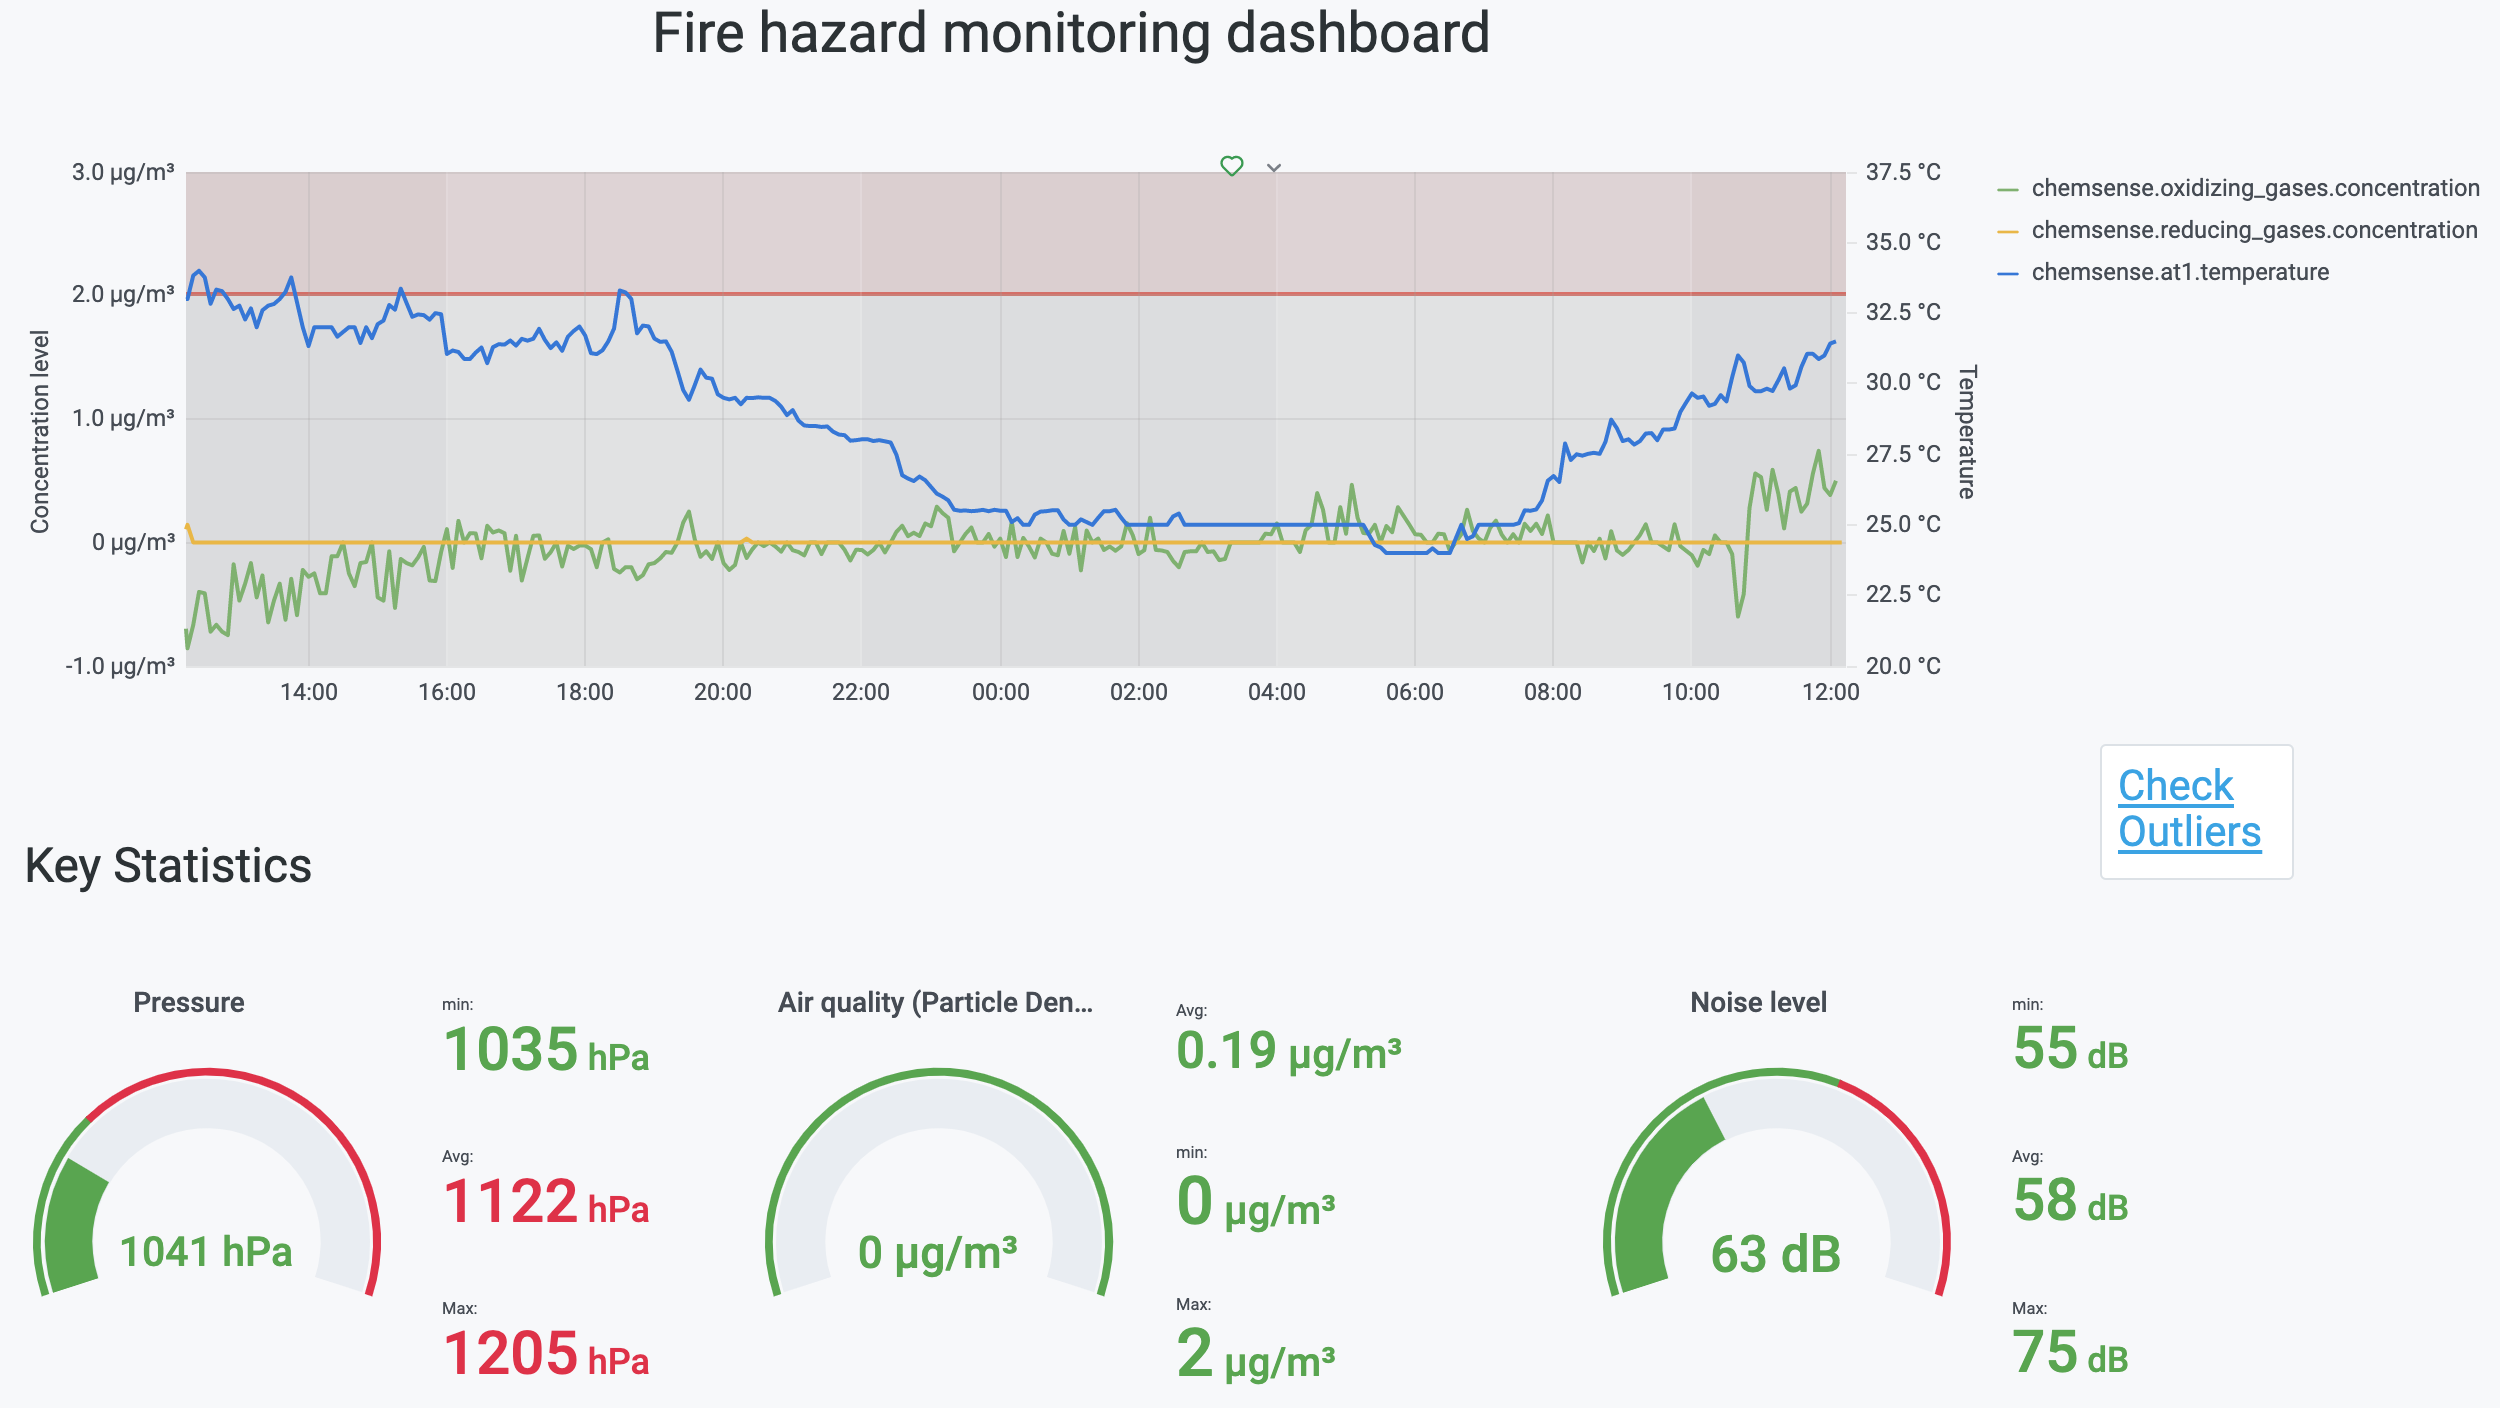 Fire hazard monitoring dashboard
3.0 µg/m³
2.0 µg/m³
1.0 µg/m³
0 µg/m³
-1.0 µg/m³
Concentration level
37.5 °C
35.0 °C
32.5 °C
30.0 °C
27.5 °C
25.0 °C
22.5 °C
20.0 °C
Temperature
14:00 16:00 18:00 20:00 22:00 00:00 02:00 04:00 06:00 08:00 10:00 12:00
chemsense.oxidizing_gases.concentration
chemsense.reducing_gases.concentration
chemsense.at1.temperature
Check
Outliers
Key Statistics
Pressure
1041 hPa
min:
1035 hPa
Avg:
1122 hPa
Max:
1205 hPa
Air quality (Particle Den...
0 µg/m³
Avg:
0.19 µg/m³
min:
0 µg/m³
Max:
2 µg/m³
Noise level
63 dB
min:
55 dB
Avg:
58 dB
Max:
75 dB